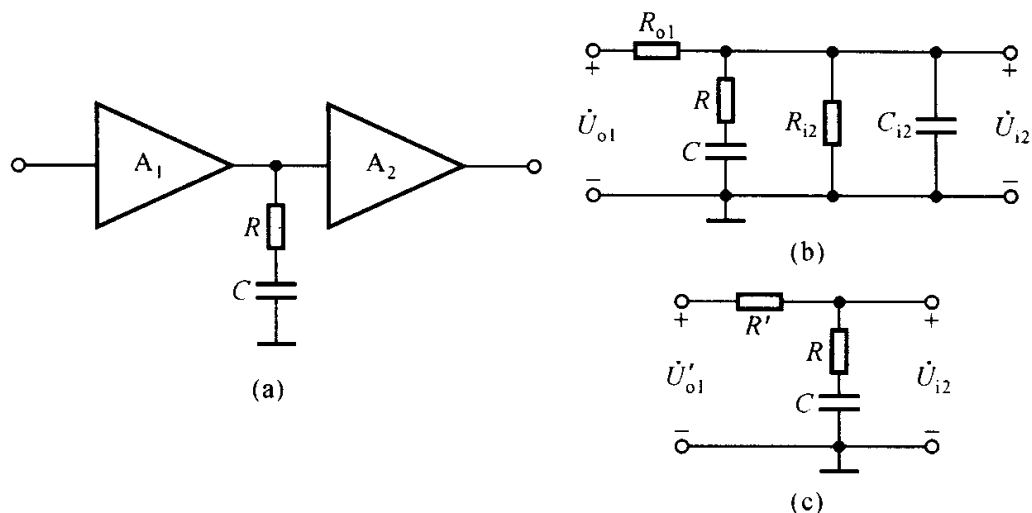 A₁
A₂
R
C
(a)
Rₒ₁
+
+
R
Rᵢ₂
Cᵢ₂
U̇ₒ₁
U̇ᵢ₂
C
−
−
(b)
+
R′
+
R
U̇′ₒ₁
U̇ᵢ₂
C
−
−
(c)